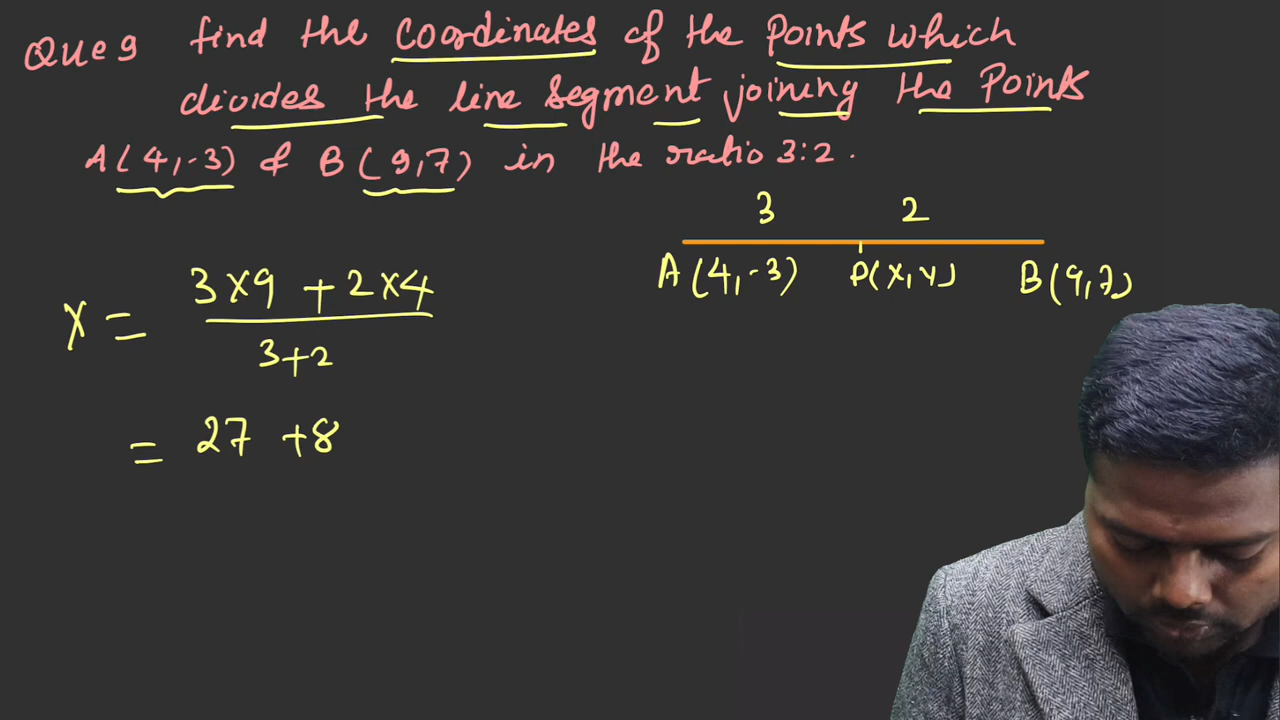 Que 9 find the coordinates of the Points which
divides the line segment joining the Points
A(4,-3) & B(9,7) in the ratio 3:2.
3 2
A(4,-3) P(x,y) B(9,7)
x = 3x9 + 2x4
3+2
= 27 +8